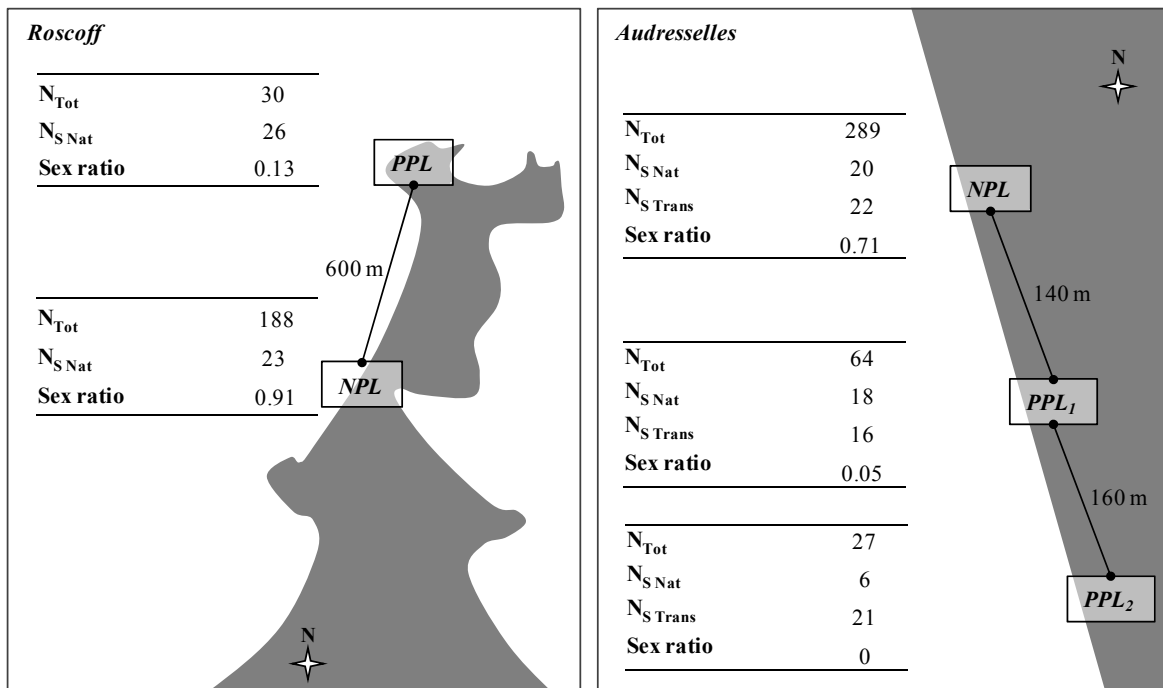 Roscoff
N_Tot 30
N_S Nat 26
Sex ratio 0.13
PPL
600 m
N_Tot 188
N_S Nat 23
Sex ratio 0.91
NPL
N
Audresselles
N
N_Tot 289
N_S Nat 20
N_S Trans 22
Sex ratio 0.71
NPL
140 m
N_Tot 64
N_S Nat 18
N_S Trans 16
Sex ratio 0.05
PPL_1
160 m
N_Tot 27
N_S Nat 6
N_S Trans 21
Sex ratio 0
PPL_2